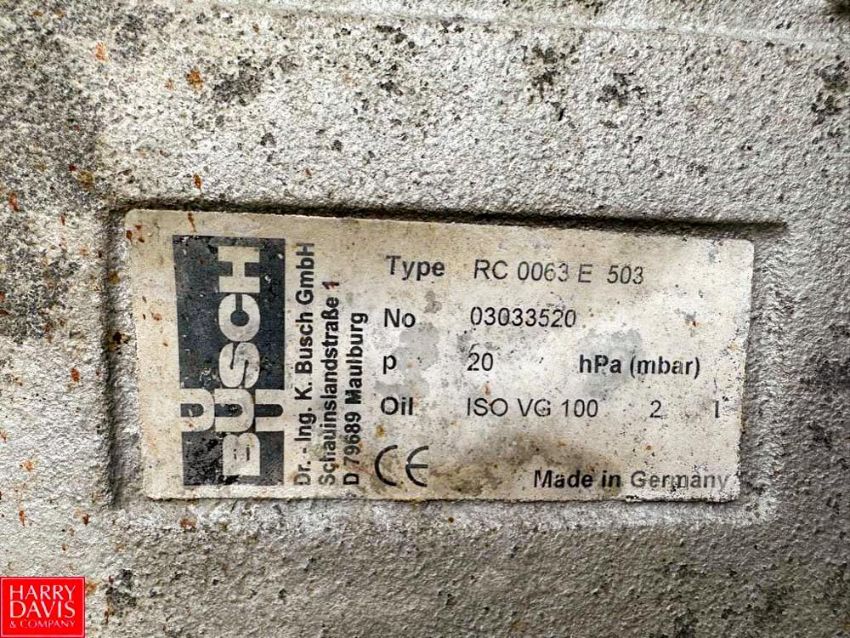 BUSCH
Dr. - Ing. K. Busch GmbH
Schauinslandstraße 1
D 79689 Maulburg
Type RC 0063 E 503
No 03033520
p 20 hPa (mbar)
Oil ISO VG 100 2 l
CE
Made in Germany
HARRY
DAVIS
& COMPANY